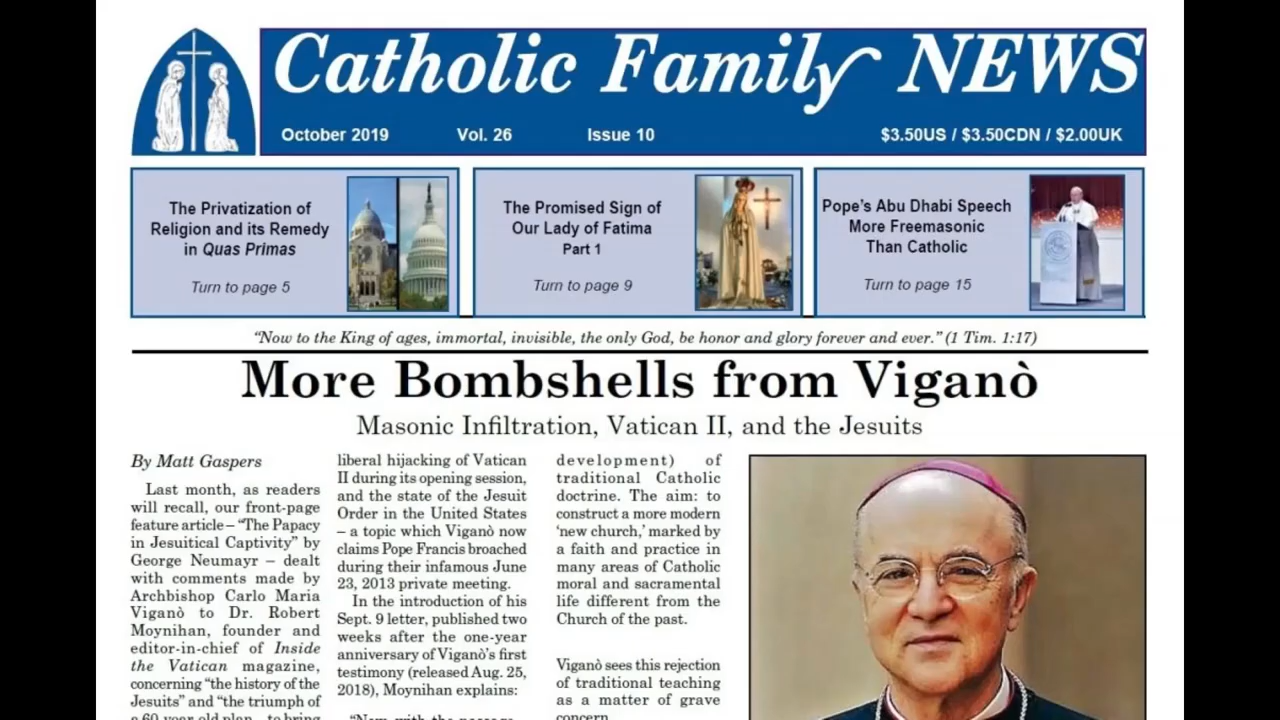 Catholic Family NEWS
October 2019 Vol. 26 Issue 10 $3.50US / $3.50CDN / $2.00UK
The Privatization of
Religion and its Remedy
in Quas Primas
Turn to page 5
The Promised Sign of
Our Lady of Fatima
Part 1
Turn to page 9
Pope's Abu Dhabi Speech
More Freemasonic
Than Catholic
Turn to page 15
“Now to the King of ages, immortal, invisible, the only God, be honor and glory forever and ever.” (1 Tim. 1:17)
More Bombshells from Viganò
Masonic Infiltration, Vatican II, and the Jesuits
By Matt Gaspers
Last month, as readers
will recall, our front-page
feature article – “The Papacy
in Jesuitical Captivity” by
George Neumayr – dealt
with comments made by
Archbishop Carlo Maria
Viganò to Dr. Robert
Moynihan, founder and
editor-in-chief of Inside
the Vatican magazine,
concerning “the history of the
Jesuits” and “the triumph of
a 60-year-old plan – to bring
liberal hijacking of Vatican
II during its opening session,
and the state of the Jesuit
Order in the United States
– a topic which Viganò now
claims Pope Francis broached
during their infamous June
23, 2013 private meeting.
In the introduction of his
Sept. 9 letter, published two
weeks after the one-year
anniversary of Viganò's first
testimony (released Aug. 25,
2018), Moynihan explains:
“Now, with the passage
development) of
traditional Catholic
doctrine. The aim: to
construct a more modern
‘new church,’ marked by
a faith and practice in
many areas of Catholic
moral and sacramental
life different from the
Church of the past.
Viganò sees this rejection
of traditional teaching
as a matter of grave
concern